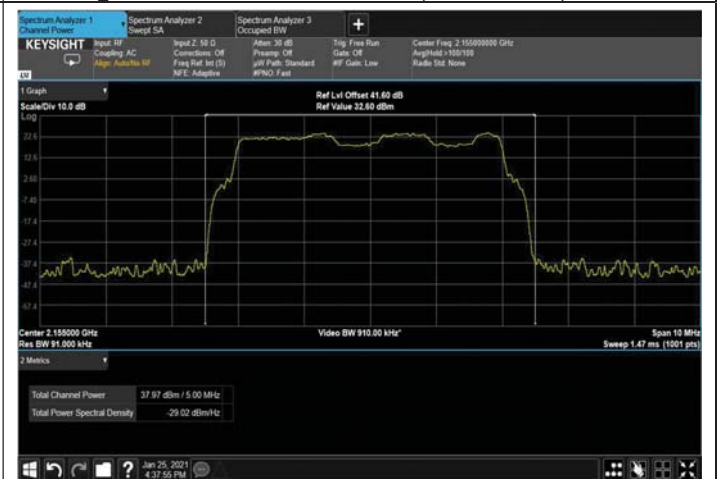 Spectrum Analyzer 1
Channel Power
Spectrum Analyzer 2
Swept SA
Spectrum Analyzer 3
Occupied BW
+
KEYSIGHT
Input: RF
Coupling: AC
Align: Auto/No RF
Input Z: 50 Ω
Corrections: Off
Freq Ref: Int (S)
NFE: Adaptive
Atten: 30 dB
Preamp: Off
µW Path: Standard
#PNO: Fast
Trig: Free Run
Gate: Off
#IF Gain: Low
Center Freq: 2.155000000 GHz
Avg|Hold:>100/100
Radio Std: None
1 Graph
Scale/Div 10.0 dB
Ref Lvl Offset 41.60 dB
Ref Value 32.60 dBm
Log
22.6
12.6
2.60
-7.40
-17.4
-27.4
-37.4
-47.4
-57.4
Center 2.155000 GHz
Res BW 91.000 kHz
Video BW 910.00 kHz*
Span 10 MHz
Sweep 1.47 ms (1001 pts)
2 Metrics
Total Channel Power 37.97 dBm / 5.00 MHz
Total Power Spectral Density -29.02 dBm/Hz
?
Jan 25, 2021
4:37:55 PM